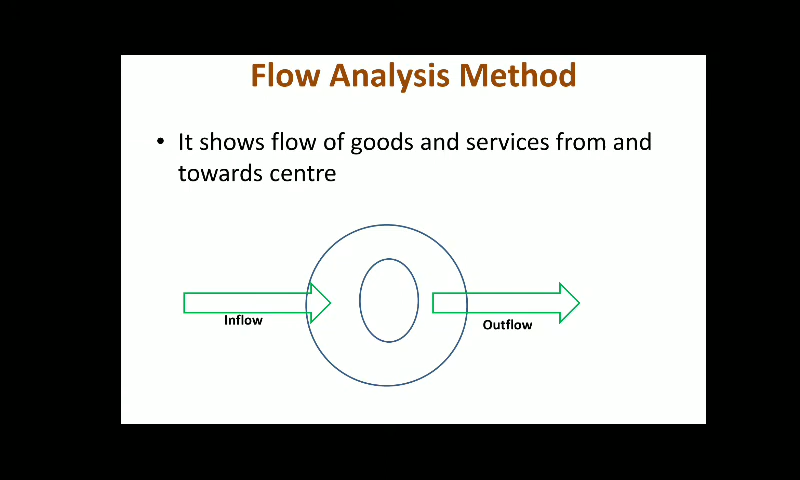 Flow Analysis Method
• It shows flow of goods and services from and
towards centre
Inflow
Outflow